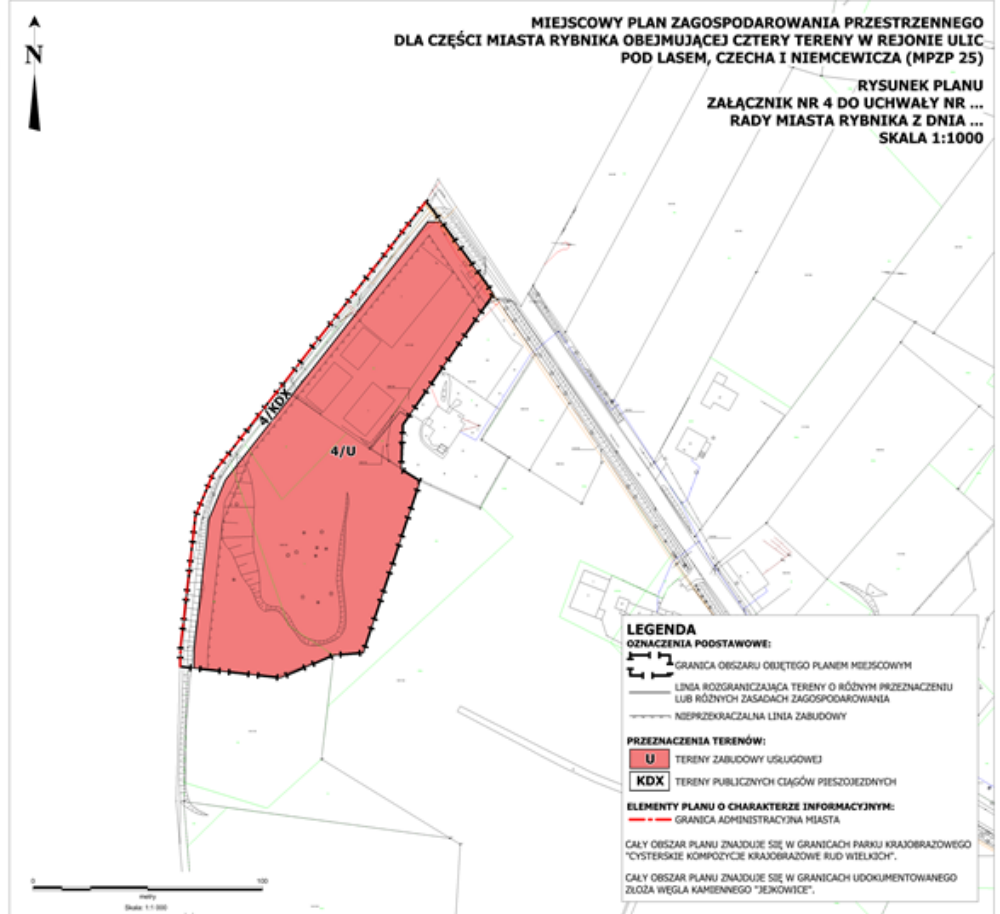 N
MIEJSCOWY PLAN ZAGOSPODAROWANIA PRZESTRZENNEGO
DLA CZĘŚCI MIASTA RYBNIKA OBEJMUJĄCEJ CZTERY TERENY W REJONIE ULIC
POD LASEM, CZECHA I NIEMCEWICZA (MPZP 25)
RYSUNEK PLANU
ZAŁĄCZNIK NR 4 DO UCHWAŁY NR ...
RADY MIASTA RYBNIKA Z DNIA ...
SKALA 1:1000
4/KDX
4/U
LEGENDA
OZNACZENIA PODSTAWOWE:
GRANICA OBSZARU OBJĘTEGO PLANEM MIEJSCOWYM
LINIA ROZGRANICZAJĄCA TERENY O RÓŻNYM PRZEZNACZENIU
LUB RÓŻNYCH ZASADACH ZAGOSPODAROWANIA
NIEPRZEKRACZALNA LINIA ZABUDOWY
PRZEZNACZENIA TERENÓW:
U TERENY ZABUDOWY USŁUGOWEJ
KDX TERENY PUBLICZNYCH CIĄGÓW PIESZOJEZDNYCH
ELEMENTY PLANU O CHARAKTERZE INFORMACYJNYM:
GRANICA ADMINISTRACYJNA MIASTA
CAŁY OBSZAR PLANU ZNAJDUJE SIĘ W GRANICACH PARKU KRAJOBRAZOWEGO
"CYSTERSKIE KOMPOZYCJE KRAJOBRAZOWE RUD WIELKICH".
CAŁY OBSZAR PLANU ZNAJDUJE SIĘ W GRANICACH UDOKUMENTOWANEGO
ZŁOŻA WĘGLA KAMIENNEGO "JEJKOWICE".
0 100
metry
Skala: 1:1 000